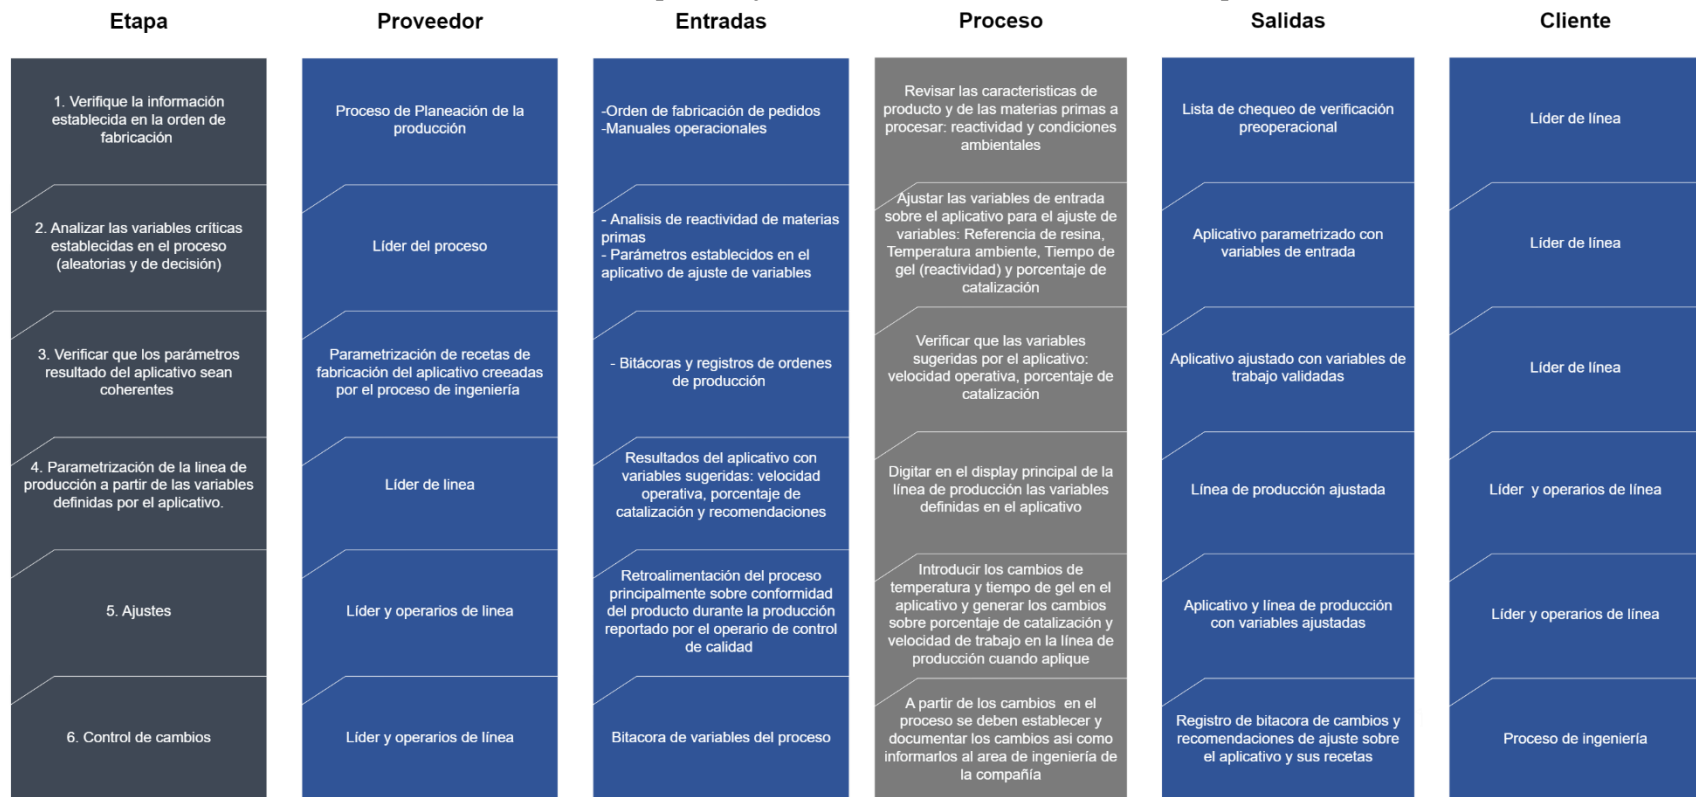 Etapa
Proveedor
Entradas
Proceso
Salidas
Cliente
1. Verifique la información
establecida en la orden de
fabricación
Proceso de Planeación de la
producción
-Orden de fabricación de pedidos
-Manuales operacionales
Revisar las caracteristicas de
producto y de las materias primas a
procesar: reactividad y condiciones
ambientales
Lista de chequeo de verificación
preoperacional
Líder de línea
2. Analizar las variables críticas
establecidas en el proceso
(aleatorias y de decisión)
Líder del proceso
- Analisis de reactividad de materias
primas
- Parámetros establecidos en el
aplicativo de ajuste de variables
Ajustar las variables de entrada
sobre el aplicativo para el ajuste de
variables: Referencia de resina,
Temperatura ambiente, Tiempo de
gel (reactividad) y porcentaje de
catalización
Aplicativo parametrizado con
variables de entrada
Líder de línea
3. Verificar que los parámetros
resultado del aplicativo sean
coherentes
Parametrización de recetas de
fabricación del aplicativo creeadas
por el proceso de ingeniería
- Bitácoras y registros de ordenes
de producción
Verificar que las variables
sugeridas por el aplicativo:
velocidad operativa, porcentaje de
catalización
Aplicativo ajustado con variables de
trabajo validadas
Líder de línea
4. Parametrización de la linea de
producción a partir de las variables
definidas por el aplicativo.
Líder de linea
Resultados del aplicativo con
variables sugeridas: velocidad
operativa, porcentaje de
catalización y recomendaciones
Digitar en el display principal de la
línea de producción las variables
definidas en el aplicativo
Línea de producción ajustada
Líder y operarios de línea
5. Ajustes
Líder y operarios de linea
Retroalimentación del proceso
principalmente sobre conformidad
del producto durante la producción
reportado por el operario de control
de calidad
Introducir los cambios de
temperatura y tiempo de gel en el
aplicativo y generar los cambios
sobre porcentaje de catalización y
velocidad de trabajo en la línea de
producción cuando aplique
Aplicativo y línea de producción
con variables ajustadas
Líder y operarios de línea
6. Control de cambios
Líder y operarios de línea
Bitacora de variables del proceso
A partir de los cambios en el
proceso se deben establecer y
documentar los cambios asi como
informarlos al area de ingeniería de
la compañía
Registro de bitacora de cambios y
recomendaciones de ajuste sobre
el aplicativo y sus recetas
Proceso de ingeniería